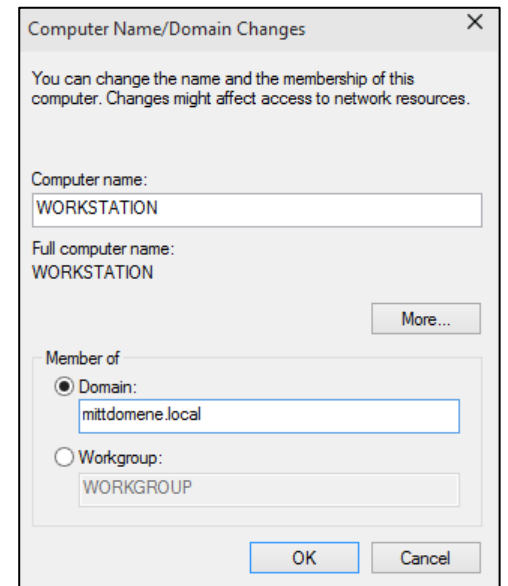 Computer Name/Domain Changes
You can change the name and the membership of this
computer. Changes might affect access to network resources.
Computer name:
WORKSTATION
Full computer name:
WORKSTATION
More...
Member of
Domain:
mittdomene.local
Workgroup:
WORKGROUP
OK Cancel